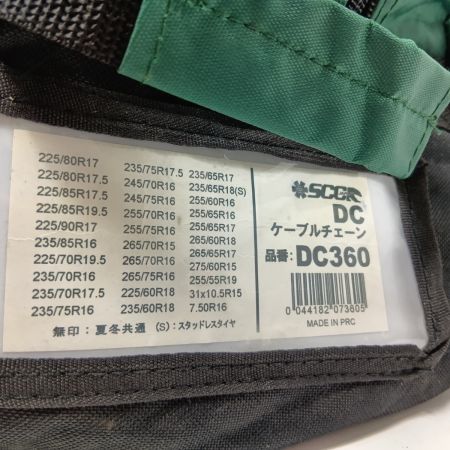 225/80R17 235/75R17.5 235/65R17
225/80R17.5 245/70R16 235/65R18(S)
225/85R17.5 245/75R16 255/60R16
225/85R19.5 255/70R16 255/65R16
225/90R17 265/60R18 255/65R17
235/85R16 265/70R15 265/60R18
225/70R19.5 265/70R16 265/65R17
235/70R16 265/75R16 275/60R15
235/70R17.5 225/60R18 255/55R19
235/75R16 235/60R18 31x10.5R15
7.50R16
無印：夏冬共通 (S)：スタッドレスタイヤ
SCC®
DC
ケーブルチェーン
品番：DC360
0 044182 073605
MADE IN PRC